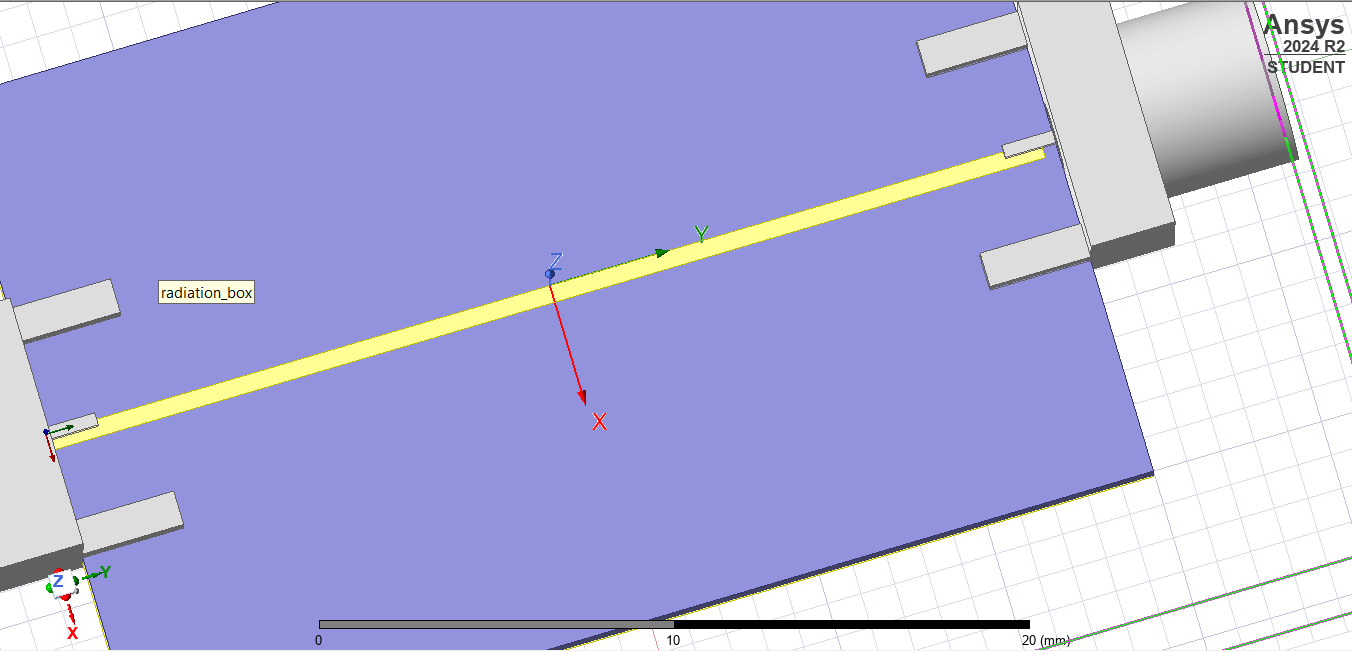 Ansys
2024 R2
STUDENT
Y
Z
radiation_box
X
Z
Y
X
0
10
20 (mm)